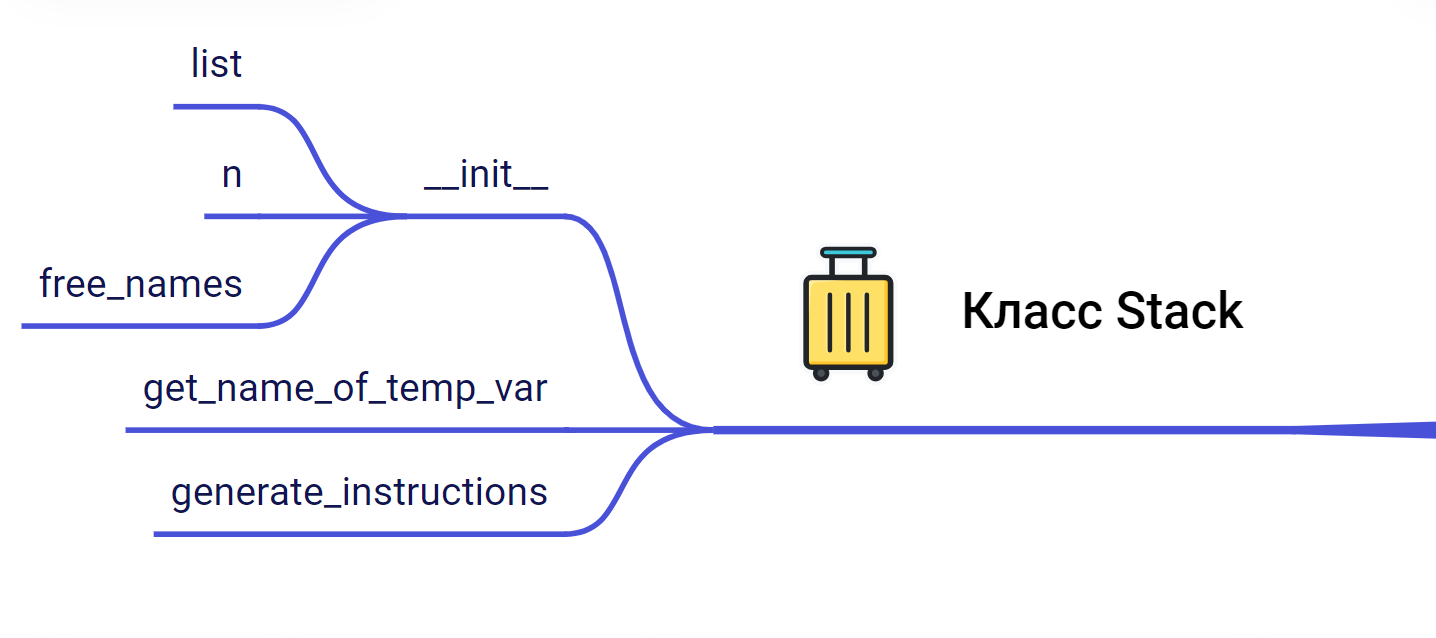 list
n
__init__
free_names
Класс Stack
get_name_of_temp_var
generate_instructions